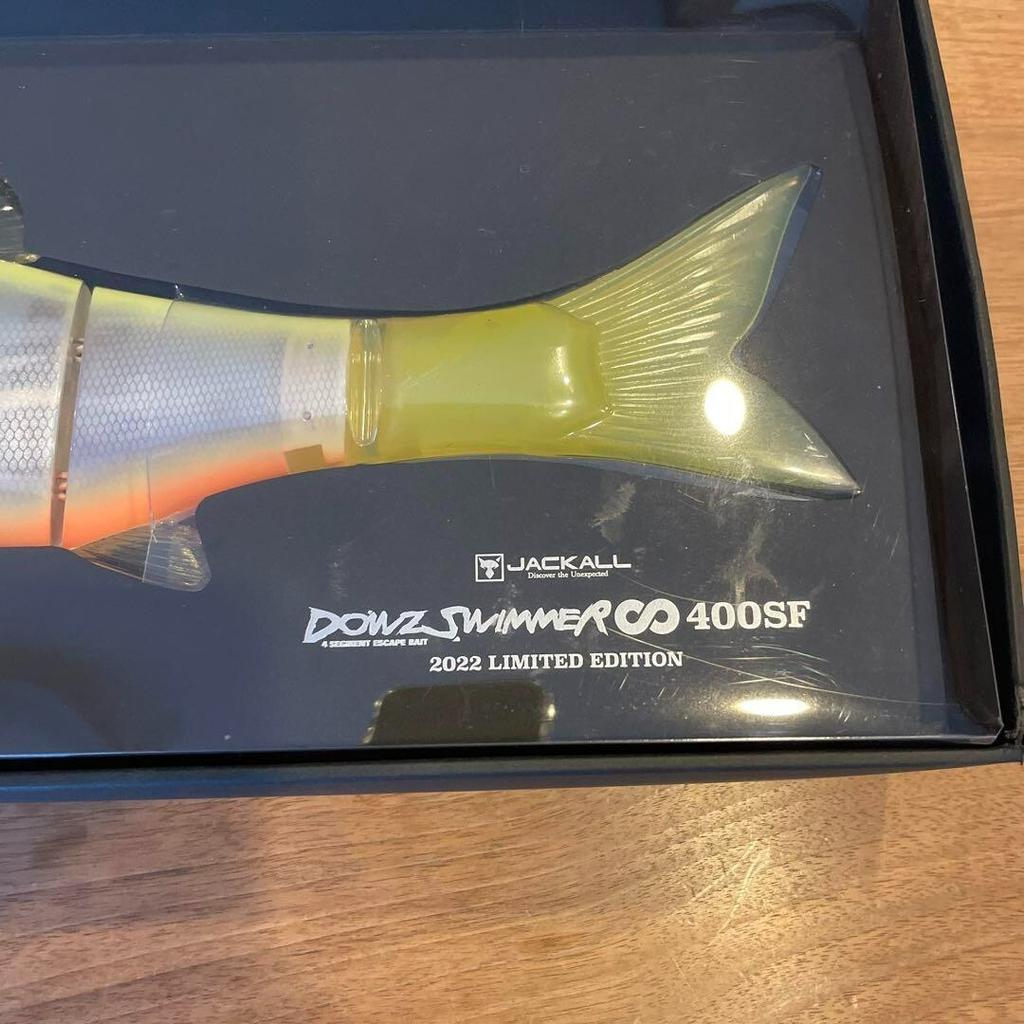 JACKALL
Discover the Unexpected
DOWZ SWIMMER ∞ 400SF
4 SEGMENT ESCAPE BAIT
2022 LIMITED EDITION